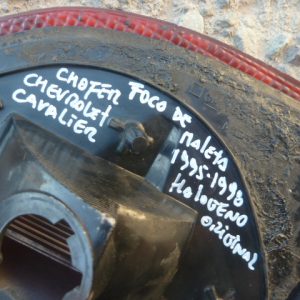 CHOFER FOCO DE
MALETA
CHEVROLET
1995-1998
CAVALIER
HALOGENO
ORIGINAL